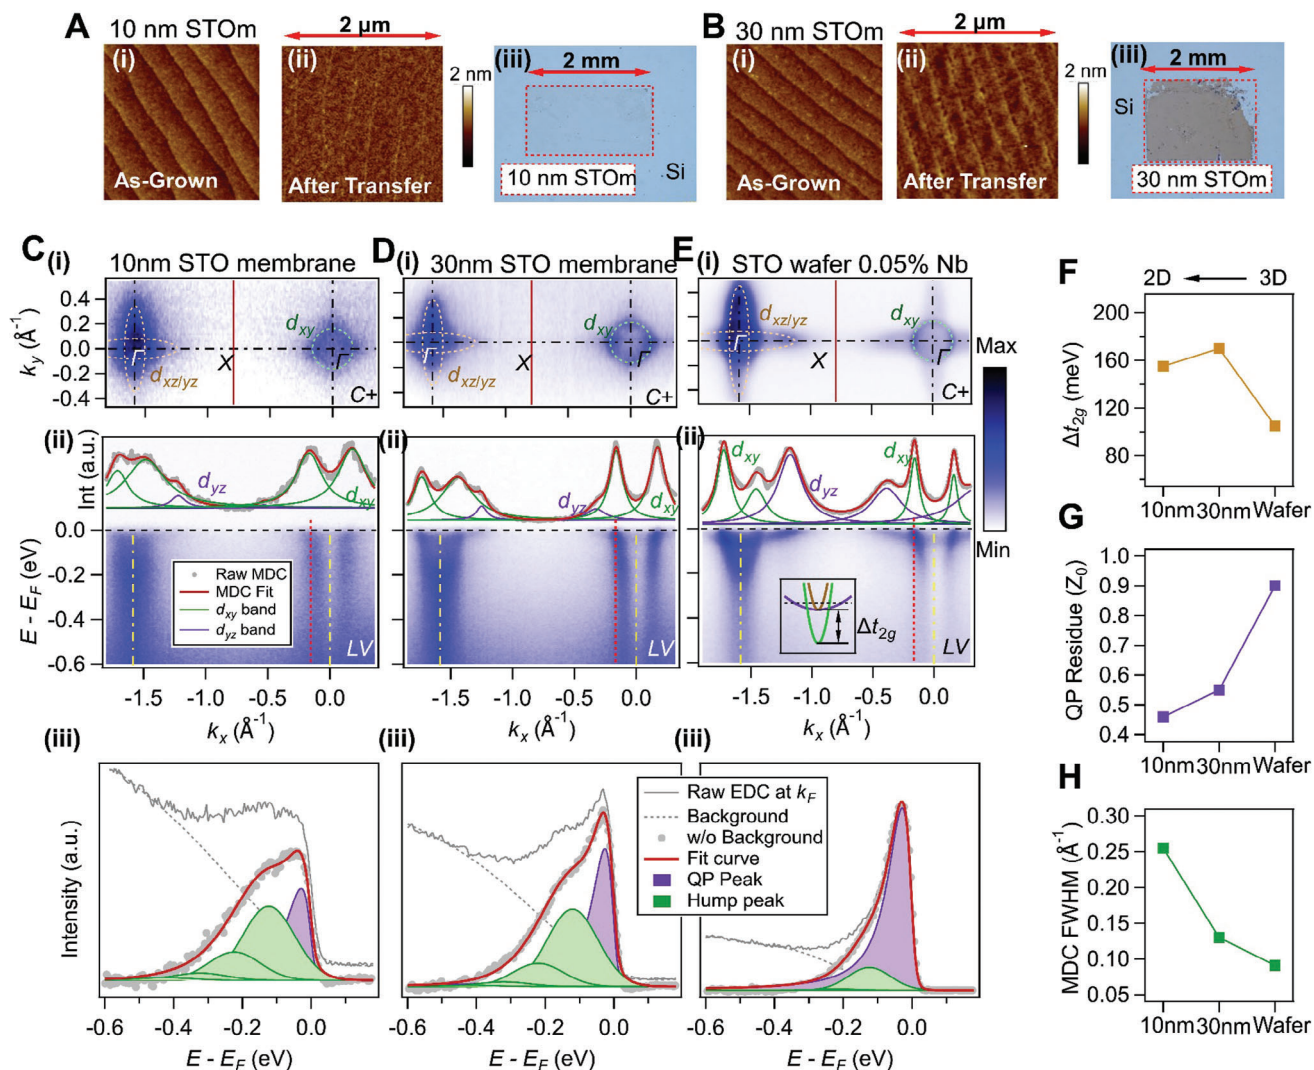 A 10 nm STOm
2 µm
(i)
As-Grown
(ii)
After Transfer
2 nm
(iii)
2 mm
Si
10 nm STOm
B 30 nm STOm
2 µm
(i)
As-Grown
(ii)
After Transfer
2 nm
(iii)
2 mm
Si
30 nm STOm
C (i)
10nm STO membrane
0.4
0.2
0.0
-0.2
-0.4
k_y (Å⁻¹)
Γ
d_xz/yz
X
d_xy
Γ
C+
D (i)
30nm STO membrane
Γ
d_xz/yz
X
d_xy
Γ
C+
E (i)
STO wafer 0.05% Nb
Γ
d_xz/yz
X
d_xy
Γ
C+
Max
Min
(ii)
Int (a.u.)
d_yz
d_xy
0.0
-0.2
-0.4
-0.6
E - E_F (eV)
Raw MDC
MDC Fit
d_xy band
d_yz band
LV
-1.5
-1.0
-0.5
0.0
k_x (Å⁻¹)
(ii)
d_yz
d_xy
LV
-1.5
-1.0
-0.5
0.0
k_x (Å⁻¹)
(ii)
d_xy
d_yz
d_xy
Δt_2g
LV
-1.5
-1.0
-0.5
0.0
k_x (Å⁻¹)
(iii)
Intensity (a.u.)
-0.6
-0.4
-0.2
0.0
E - E_F (eV)
(iii)
-0.6
-0.4
-0.2
0.0
E - E_F (eV)
(iii)
Raw EDC at k_F
Background
w/o Background
Fit curve
QP Peak
Hump peak
-0.6
-0.4
-0.2
0.0
E - E_F (eV)
F
2D
3D
200
160
120
80
Δt_2g (meV)
10nm
30nm
Wafer
G
1.0
0.9
0.8
0.7
0.6
0.5
0.4
QP Residue (Z₀)
10nm
30nm
Wafer
H
0.30
0.25
0.20
0.15
0.10
0.05
MDC FWHM (Å⁻¹)
10nm
30nm
Wafer